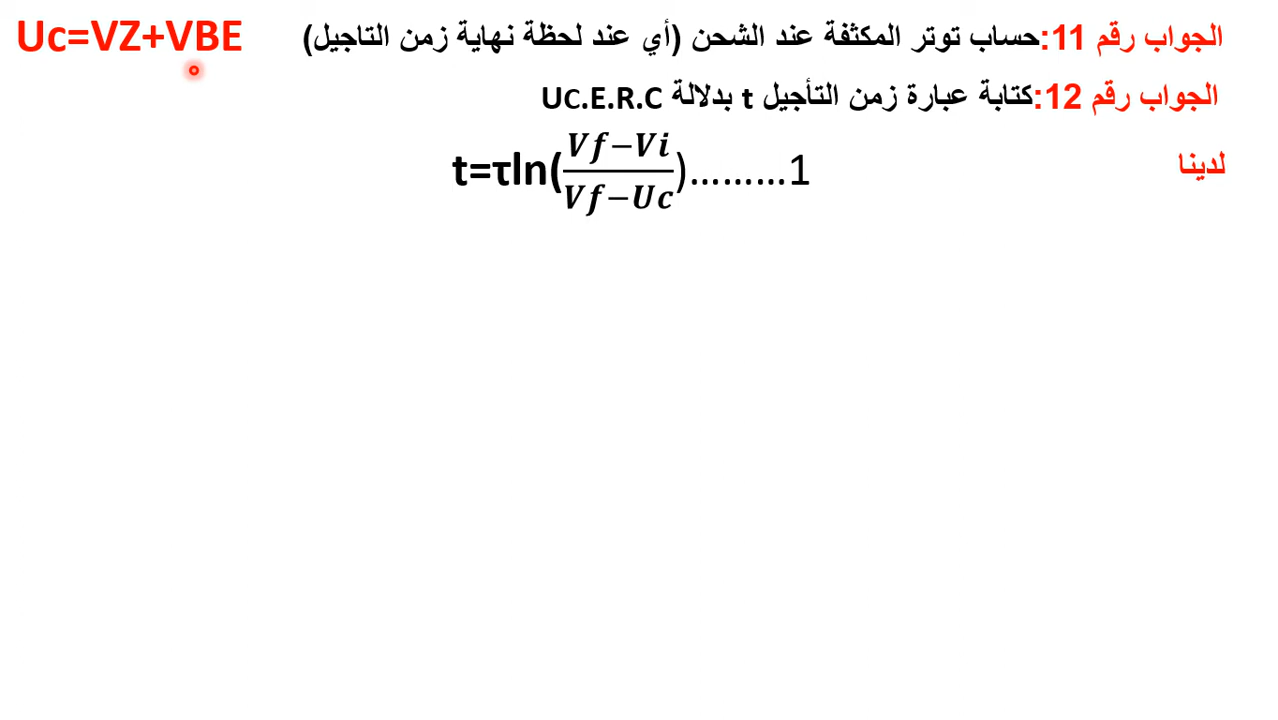 الجواب رقم 11:حساب توتر المكثفة عند الشحن (أي عند لحظة نهاية زمن التاجيل) Uc=VZ+VBE
الجواب رقم 12:كتابة عبارة زمن التأجيل t بدلالة UC.E.R.C
لدينا t=τln(\frac{Vf−Vi}{Vf−Uc})………1